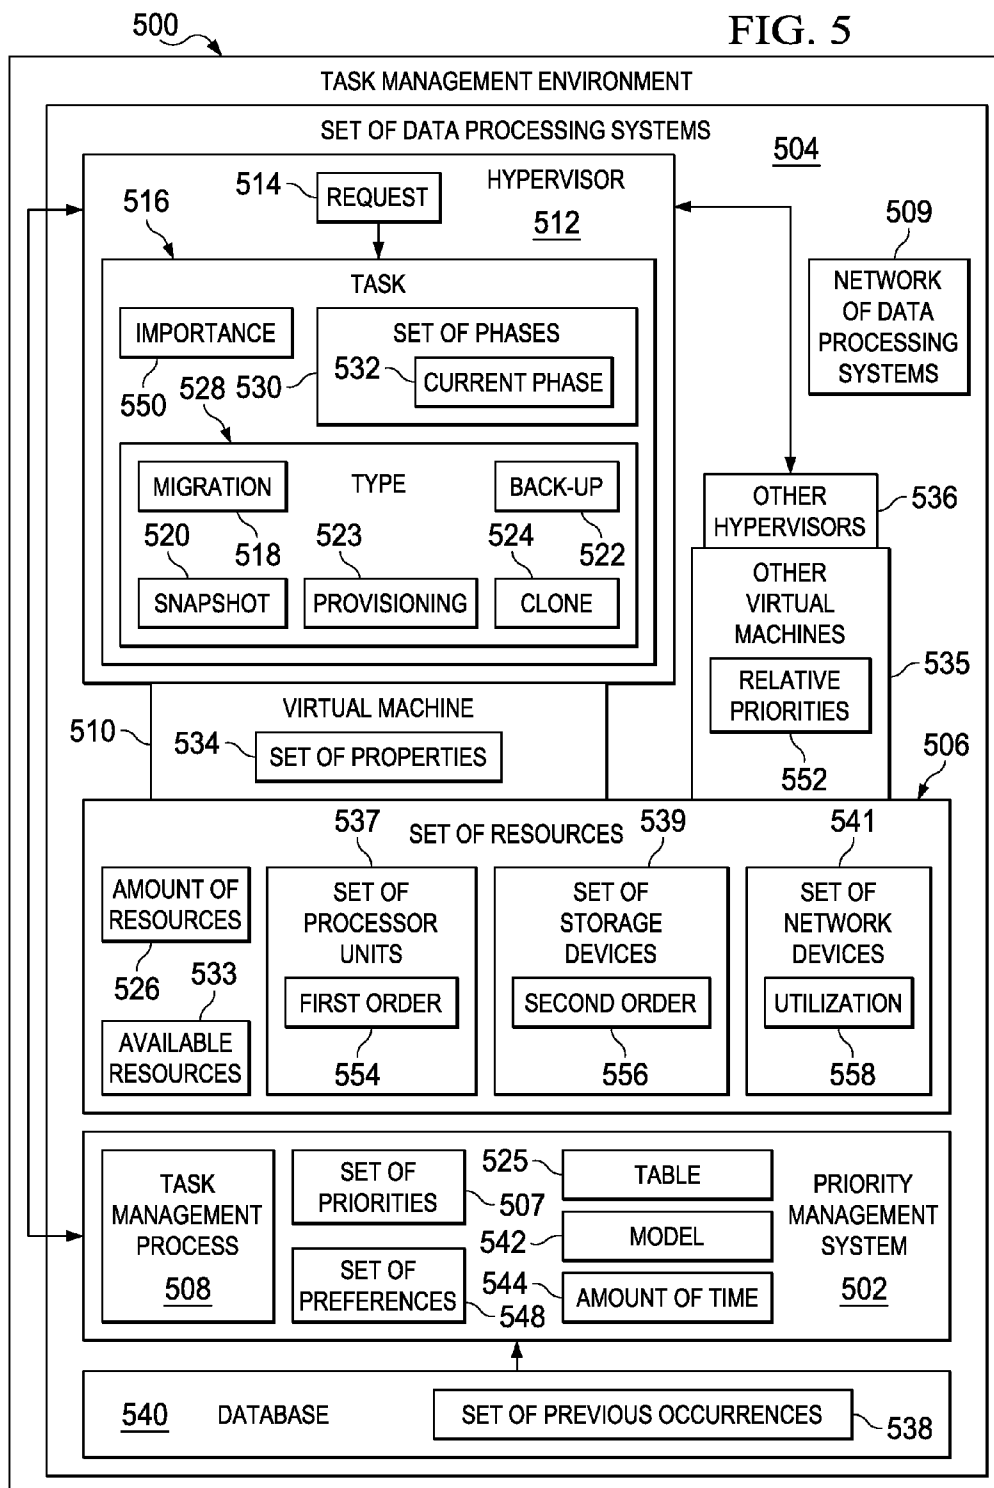 500
FIG. 5
TASK MANAGEMENT ENVIRONMENT
SET OF DATA PROCESSING SYSTEMS
504
HYPERVISOR
512
514
REQUEST
516
TASK
IMPORTANCE
550
SET OF PHASES
530
532
CURRENT PHASE
528
TYPE
MIGRATION
518
BACK-UP
522
520
SNAPSHOT
523
PROVISIONING
524
CLONE
509
NETWORK
OF DATA
PROCESSING
SYSTEMS
OTHER
HYPERVISORS
536
OTHER
VIRTUAL
MACHINES
535
RELATIVE
PRIORITIES
552
VIRTUAL MACHINE
510
534
SET OF PROPERTIES
506
SET OF RESOURCES
AMOUNT OF
RESOURCES
526
533
AVAILABLE
RESOURCES
537
SET OF
PROCESSOR
UNITS
FIRST ORDER
554
539
SET OF
STORAGE
DEVICES
SECOND ORDER
556
541
SET OF
NETWORK
DEVICES
UTILIZATION
558
TASK
MANAGEMENT
PROCESS
508
SET OF
PRIORITIES
507
SET OF
PREFERENCES
548
525
TABLE
542
MODEL
544
AMOUNT OF TIME
PRIORITY
MANAGEMENT
SYSTEM
502
540
DATABASE
SET OF PREVIOUS OCCURRENCES
538